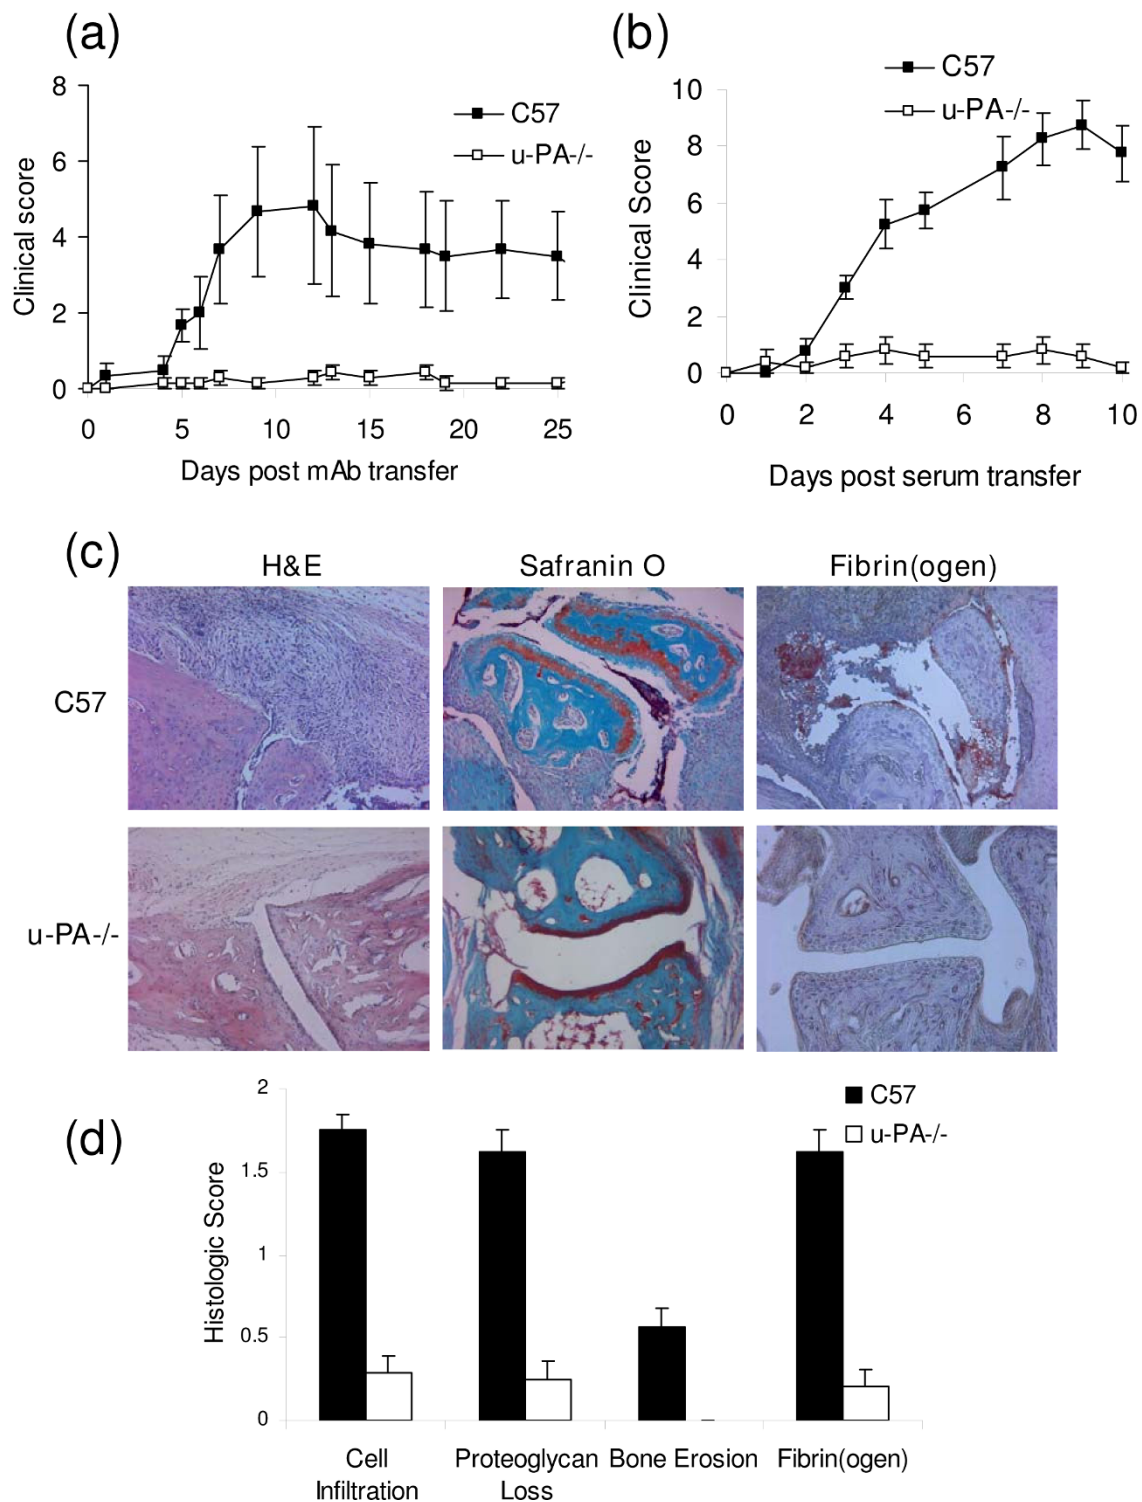 (a)
8
6
4
2
0
Clinical score
C57
u-PA-/-
0 5 10 15 20 25
Days post mAb transfer
(b)
10
8
6
4
2
0
Clinical Score
C57
u-PA-/-
0 2 4 6 8 10
Days post serum transfer
(c)
H&E Safranin O Fibrin(ogen)
C57
u-PA-/-
(d)
2
1.5
1
0.5
0
Histologic Score
C57
u-PA-/-
Cell Proteoglycan Bone Erosion Fibrin(ogen)
Infiltration Loss